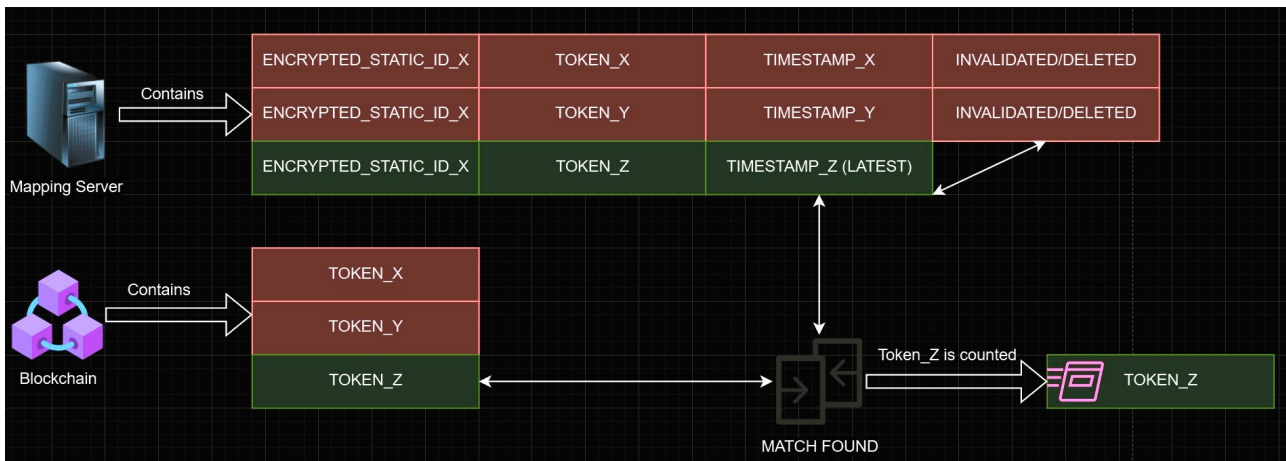 ENCRYPTED_STATIC_ID_X TOKEN_X TIMESTAMP_X INVALIDATED/DELETED
Contains
ENCRYPTED_STATIC_ID_X TOKEN_Y TIMESTAMP_Y INVALIDATED/DELETED
ENCRYPTED_STATIC_ID_X TOKEN_Z TIMESTAMP_Z (LATEST)
Mapping Server
TOKEN_X
Contains
TOKEN_Y
Token_Z is counted
Blockchain
TOKEN_Z
TOKEN_Z
MATCH FOUND